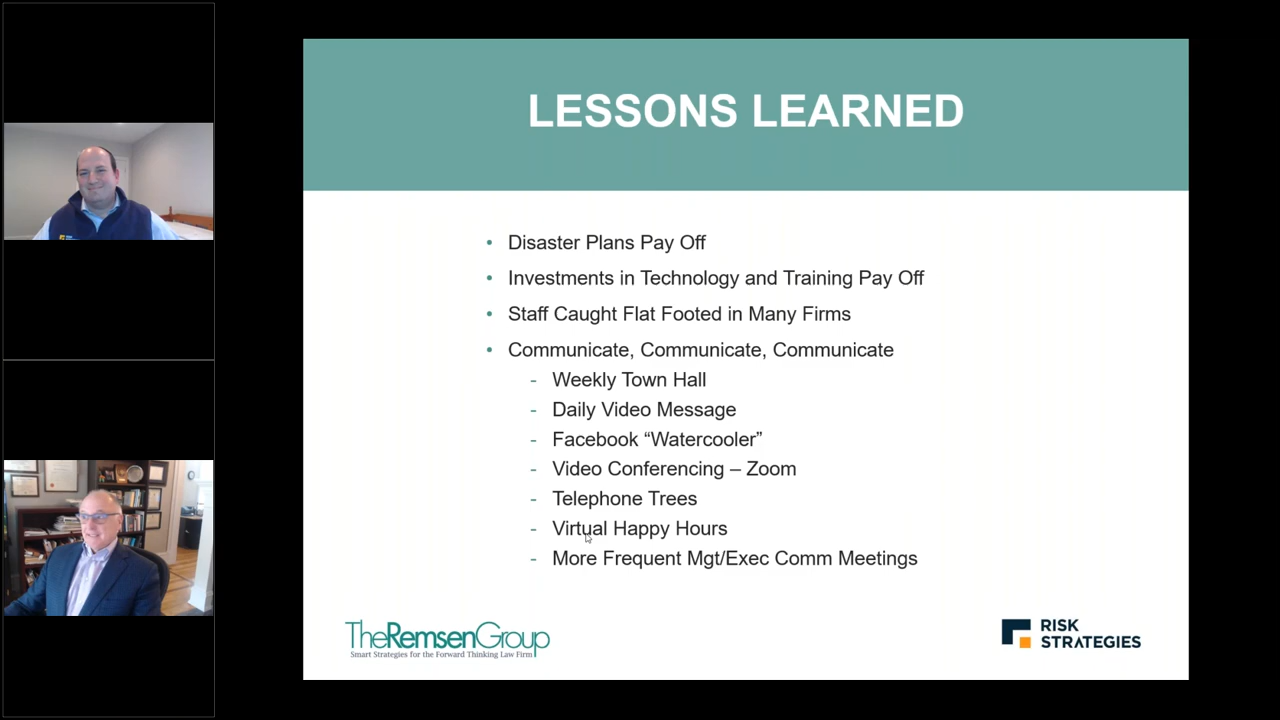 LESSONS LEARNED
• Disaster Plans Pay Off
• Investments in Technology and Training Pay Off
• Staff Caught Flat Footed in Many Firms
• Communicate, Communicate, Communicate
- Weekly Town Hall
- Daily Video Message
- Facebook “Watercooler”
- Video Conferencing – Zoom
- Telephone Trees
- Virtual Happy Hours
- More Frequent Mgt/Exec Comm Meetings
TheRemsenGroup
Smart Strategies for the Forward Thinking Law Firm
RISK
STRATEGIES